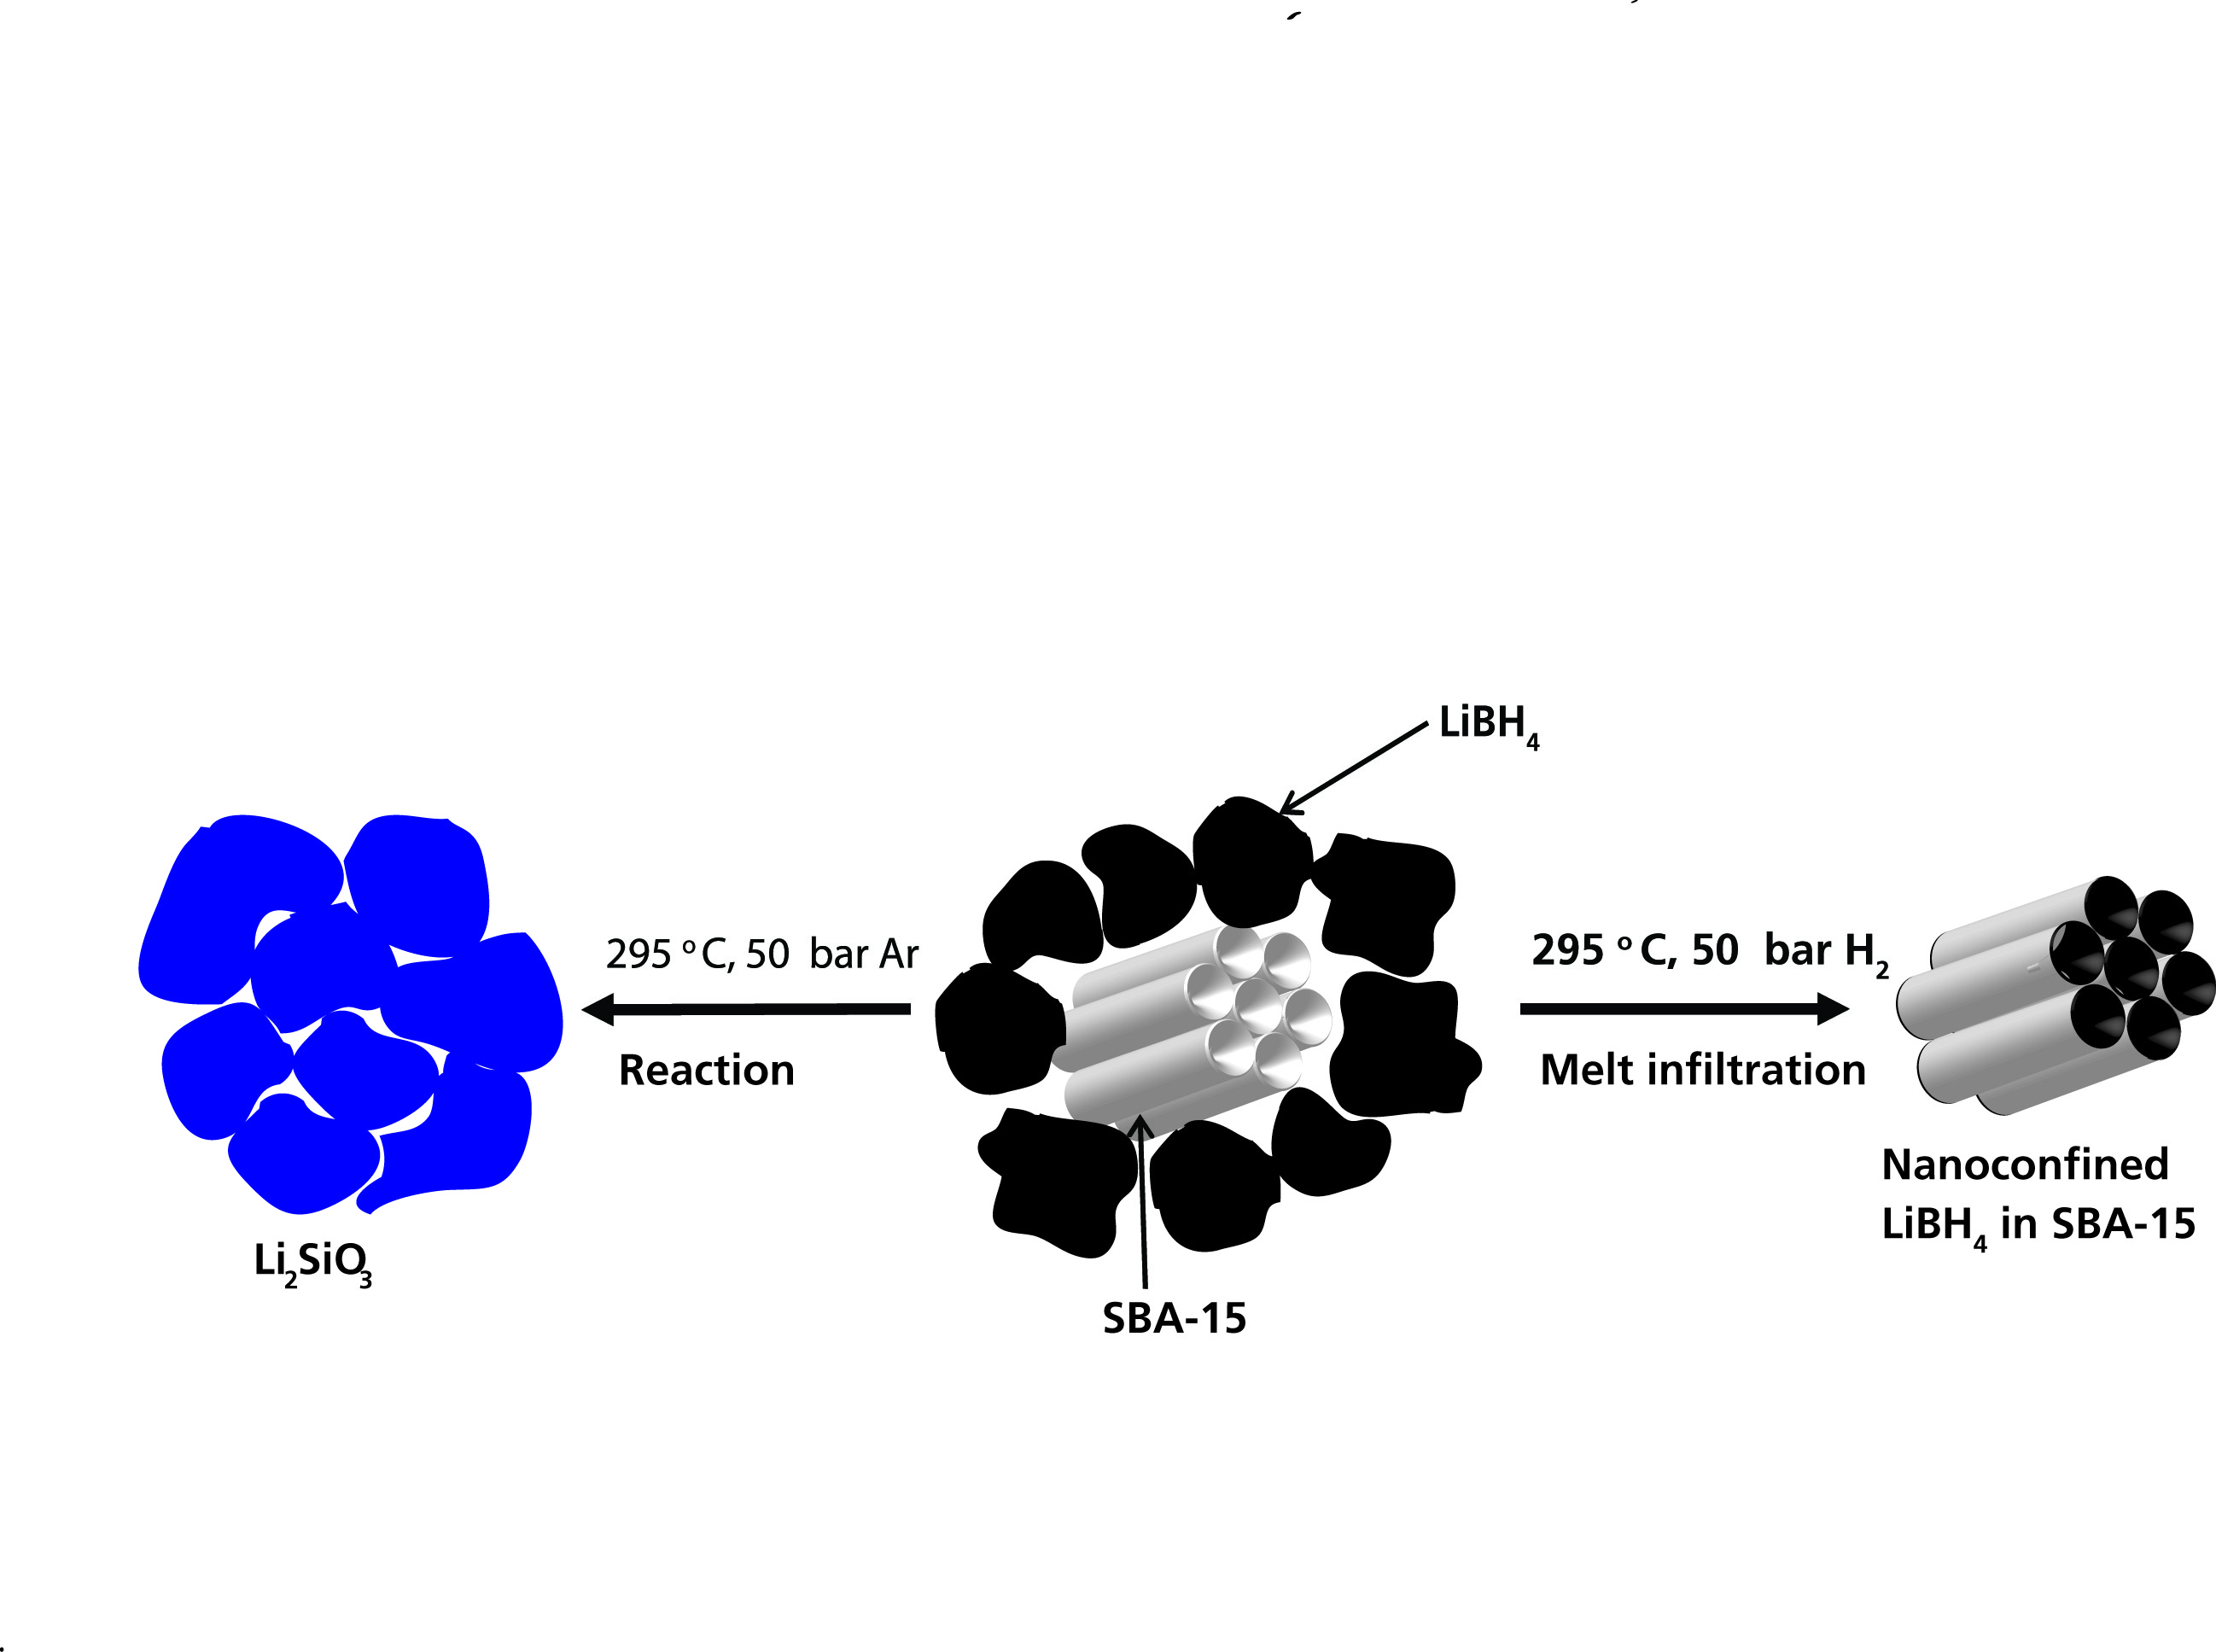 LiBH₄
295 °C, 50 bar Ar
Reaction
295 °C, 50 bar H₂
Melt infiltration
Nanoconfined
LiBH₄ in SBA-15
Li₂SiO₃
SBA-15